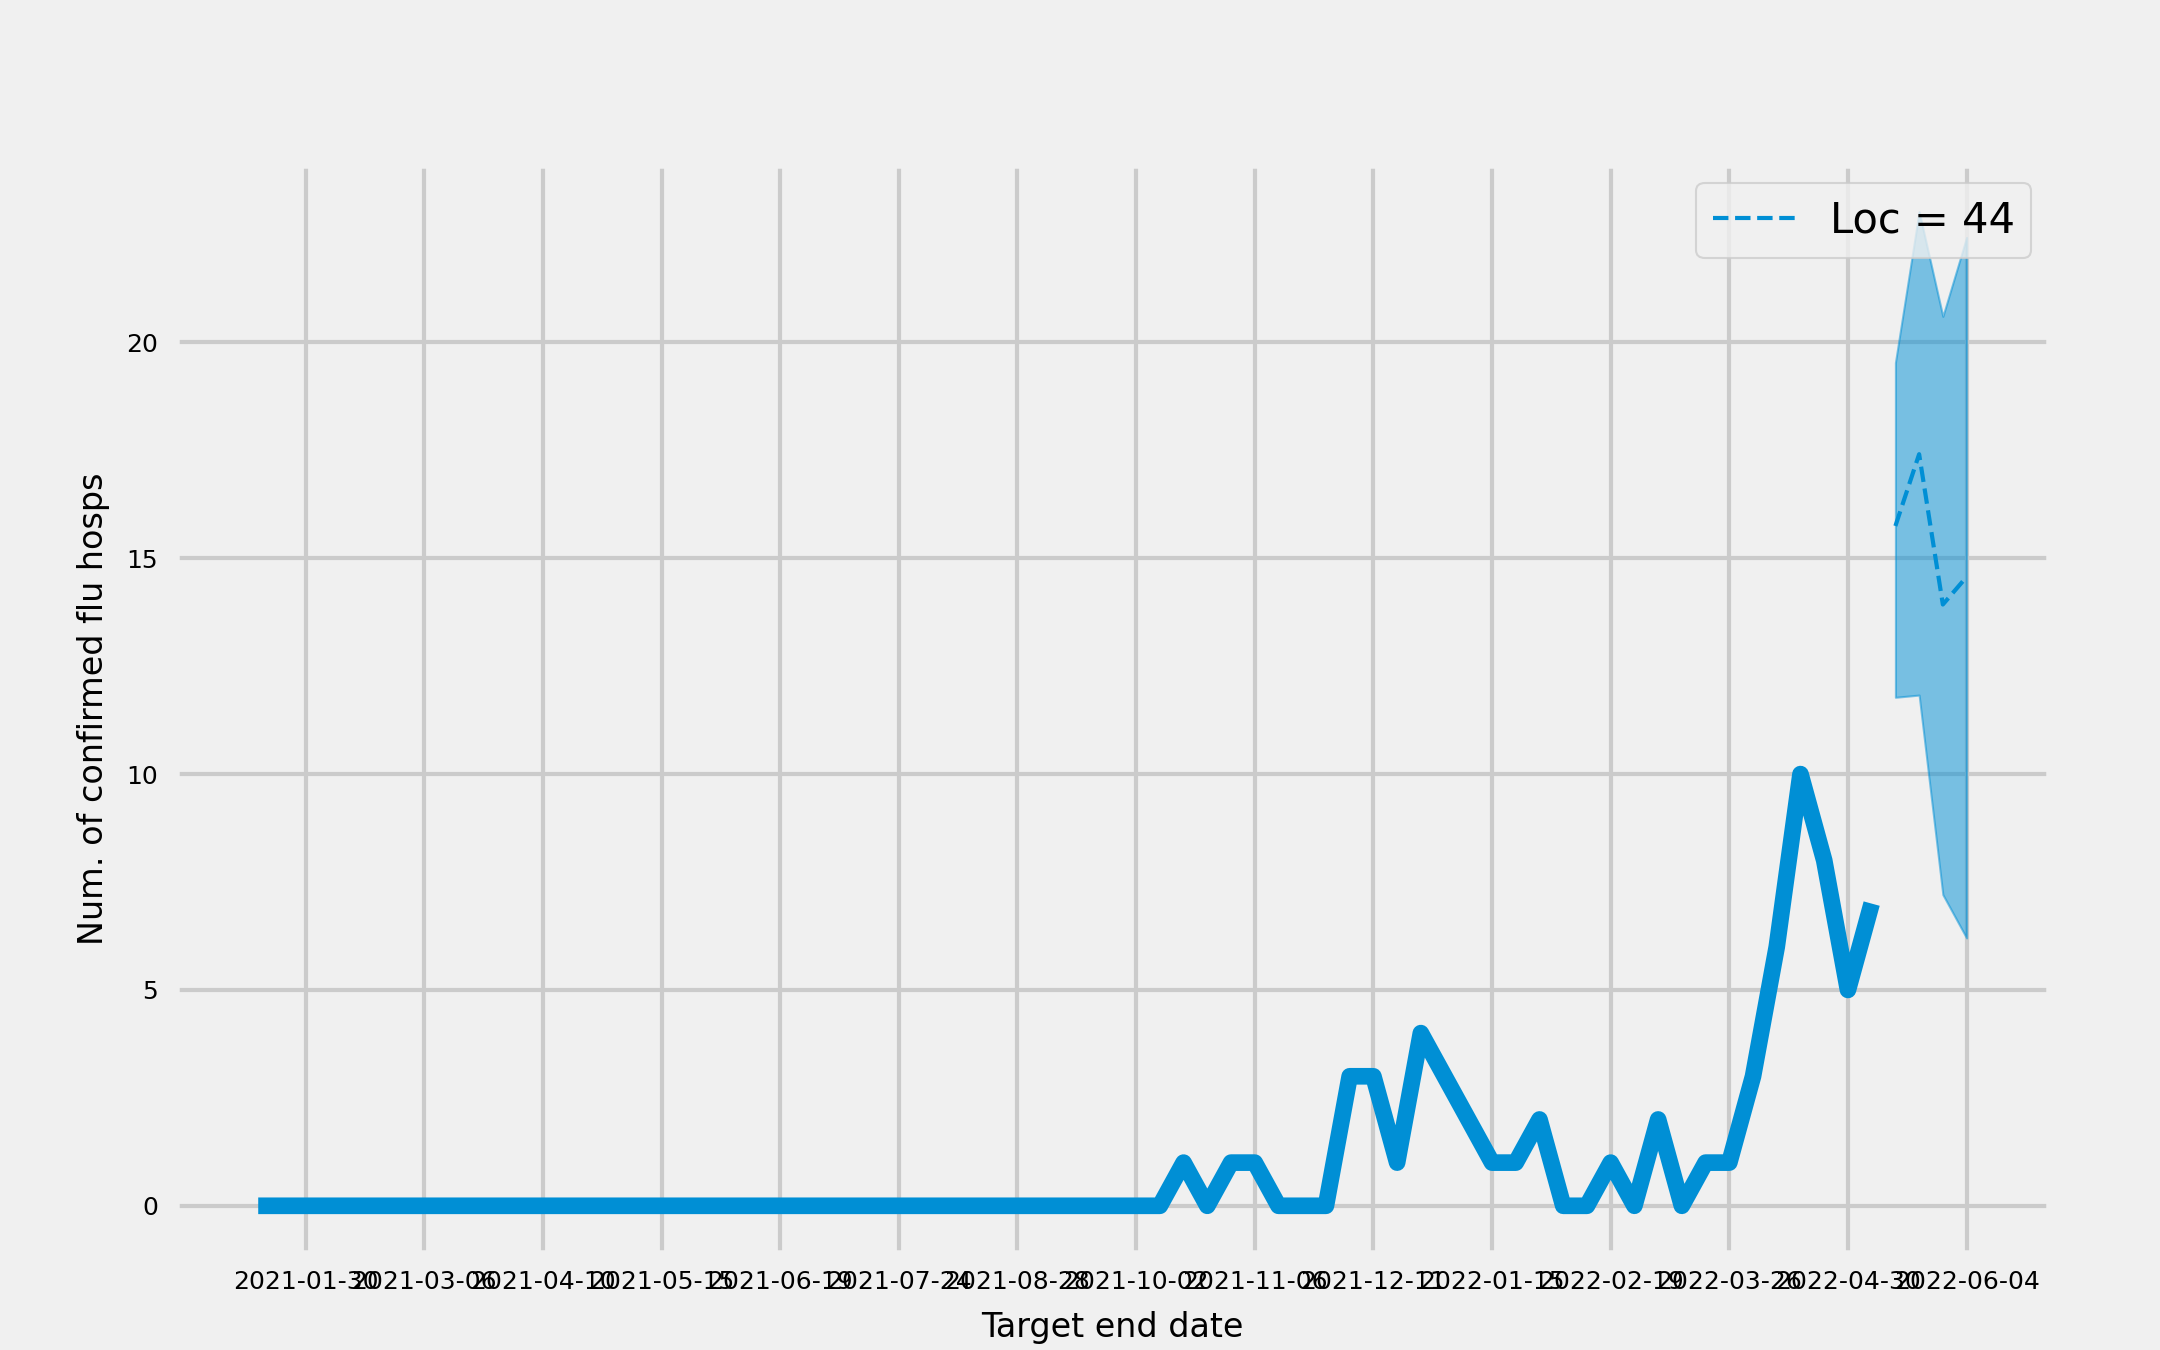 Loc = 44
20
15
10
5
0
Num. of confirmed flu hosps
2021-01-30 2021-03-06 2021-04-10 2021-05-15 2021-06-19 2021-07-24 2021-08-28 2021-10-02 2021-11-06 2021-12-11 2022-01-15 2022-02-19 2022-03-26 2022-04-30 2022-06-04
Target end date